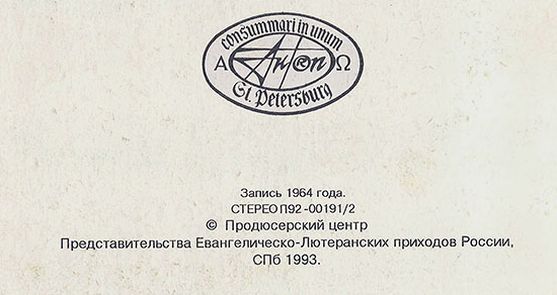 consummari in unum
Α AntRon Ω
St. Petersburg
Запись 1964 года.
СТЕРЕО П92-00191/2
© Продюсерский центр
Представительства Евангелическо-Лютеранских приходов России,
СПб 1993.